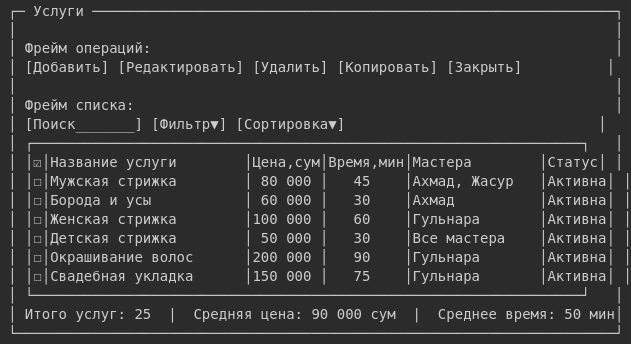 Услуги
Фрейм операций:
[Добавить] [Редактировать] [Удалить] [Копировать] [Закрыть]
Фрейм списка:
[Поиск_______] [Фильтр▼] [Сортировка▼]
☑│Название услуги│Цена,сум│Время,мин│Мастера│Статус│
☐│Мужская стрижка│ 80 000 │ 45 │Ахмад, Жасур│Активна│
☐│Борода и усы│ 60 000 │ 30 │Ахмад│Активна│
☐│Женская стрижка│100 000 │ 60 │Гульнара│Активна│
☐│Детская стрижка│ 50 000 │ 30 │Все мастера│Активна│
☐│Окрашивание волос│200 000 │ 90 │Гульнара│Активна│
☐│Свадебная укладка│150 000 │ 75 │Гульнара│Активна│
Итого услуг: 25 | Средняя цена: 90 000 сум | Среднее время: 50 мин